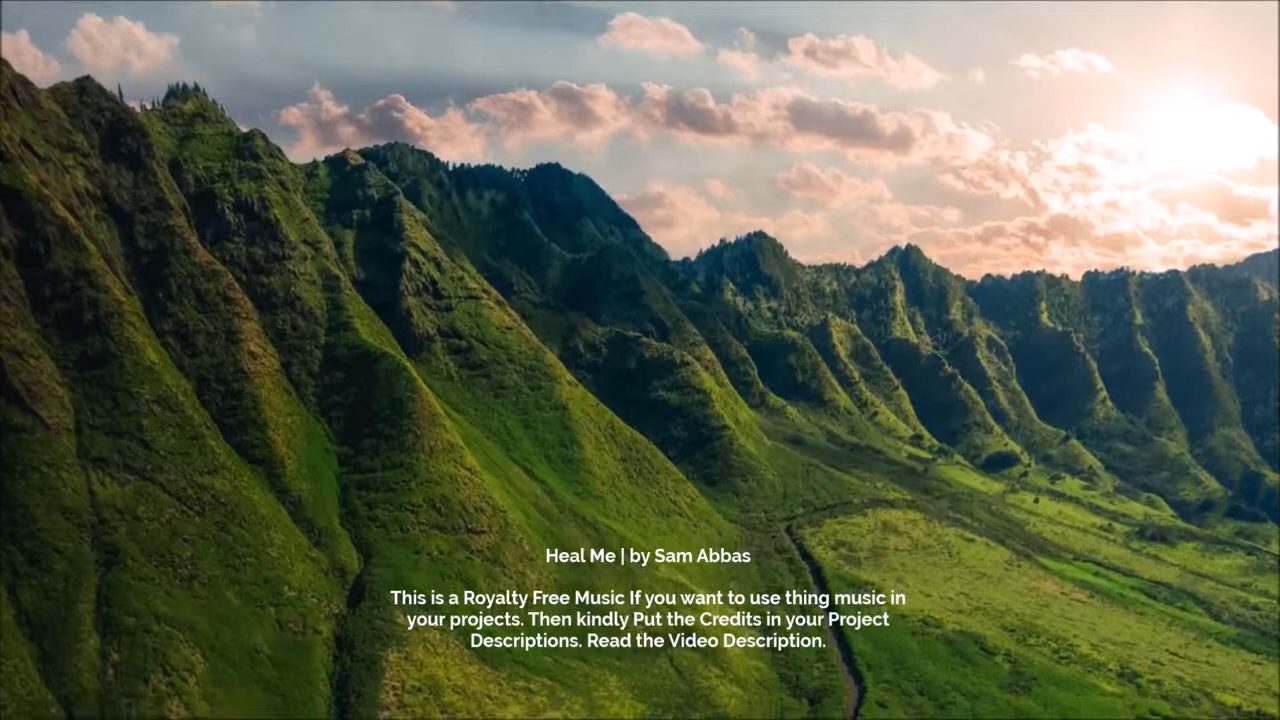 Heal Me | by Sam Abbas
This is a Royalty Free Music If you want to use thing music in
your projects. Then kindly Put the Credits in your Project
Descriptions. Read the Video Description.